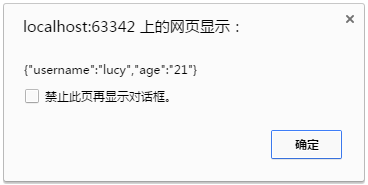 localhost:63342 上的网页显示：
{"username":"lucy","age":"21"}
禁止此页再显示对话框。
确定